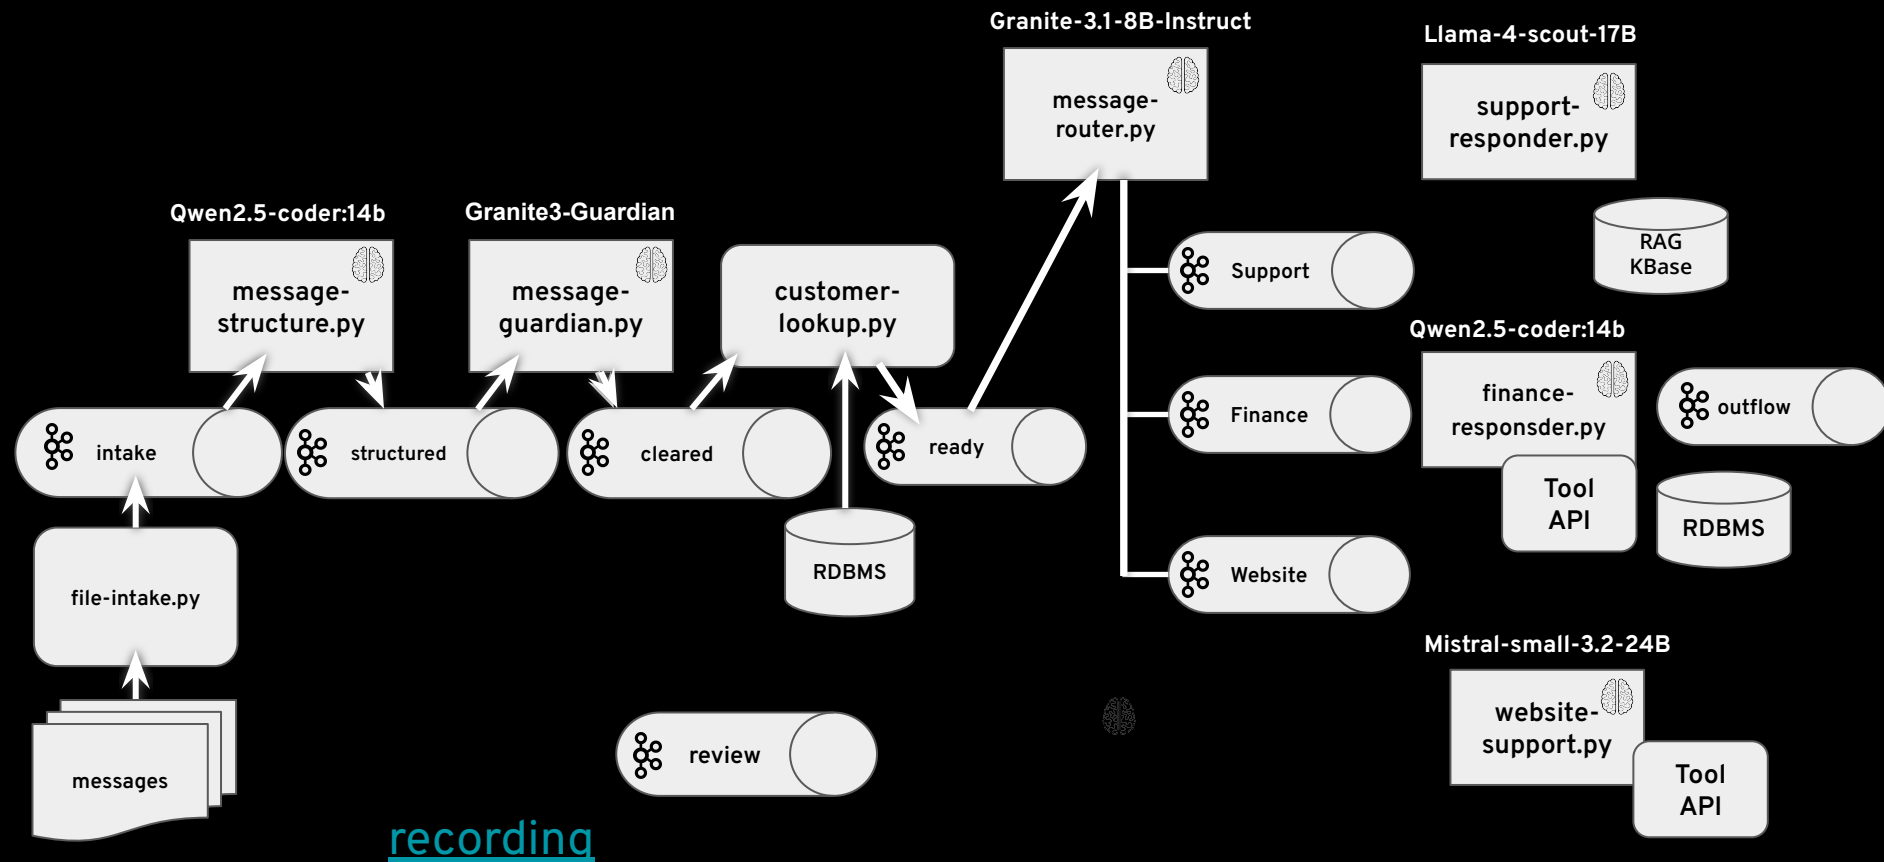 Granite-3.1-8B-Instruct
Llama-4-scout-17B
message-
router.py
support-
responder.py
Qwen2.5-coder:14b
Granite3-Guardian
message-
structure.py
message-
guardian.py
customer-
lookup.py
Support
RAG
KBase
Qwen2.5-coder:14b
Finance
finance-
responsder.py
outflow
intake
structured
cleared
ready
Tool
API
RDBMS
file-intake.py
RDBMS
Website
Mistral-small-3.2-24B
website-
support.py
review
messages
Tool
API
recording